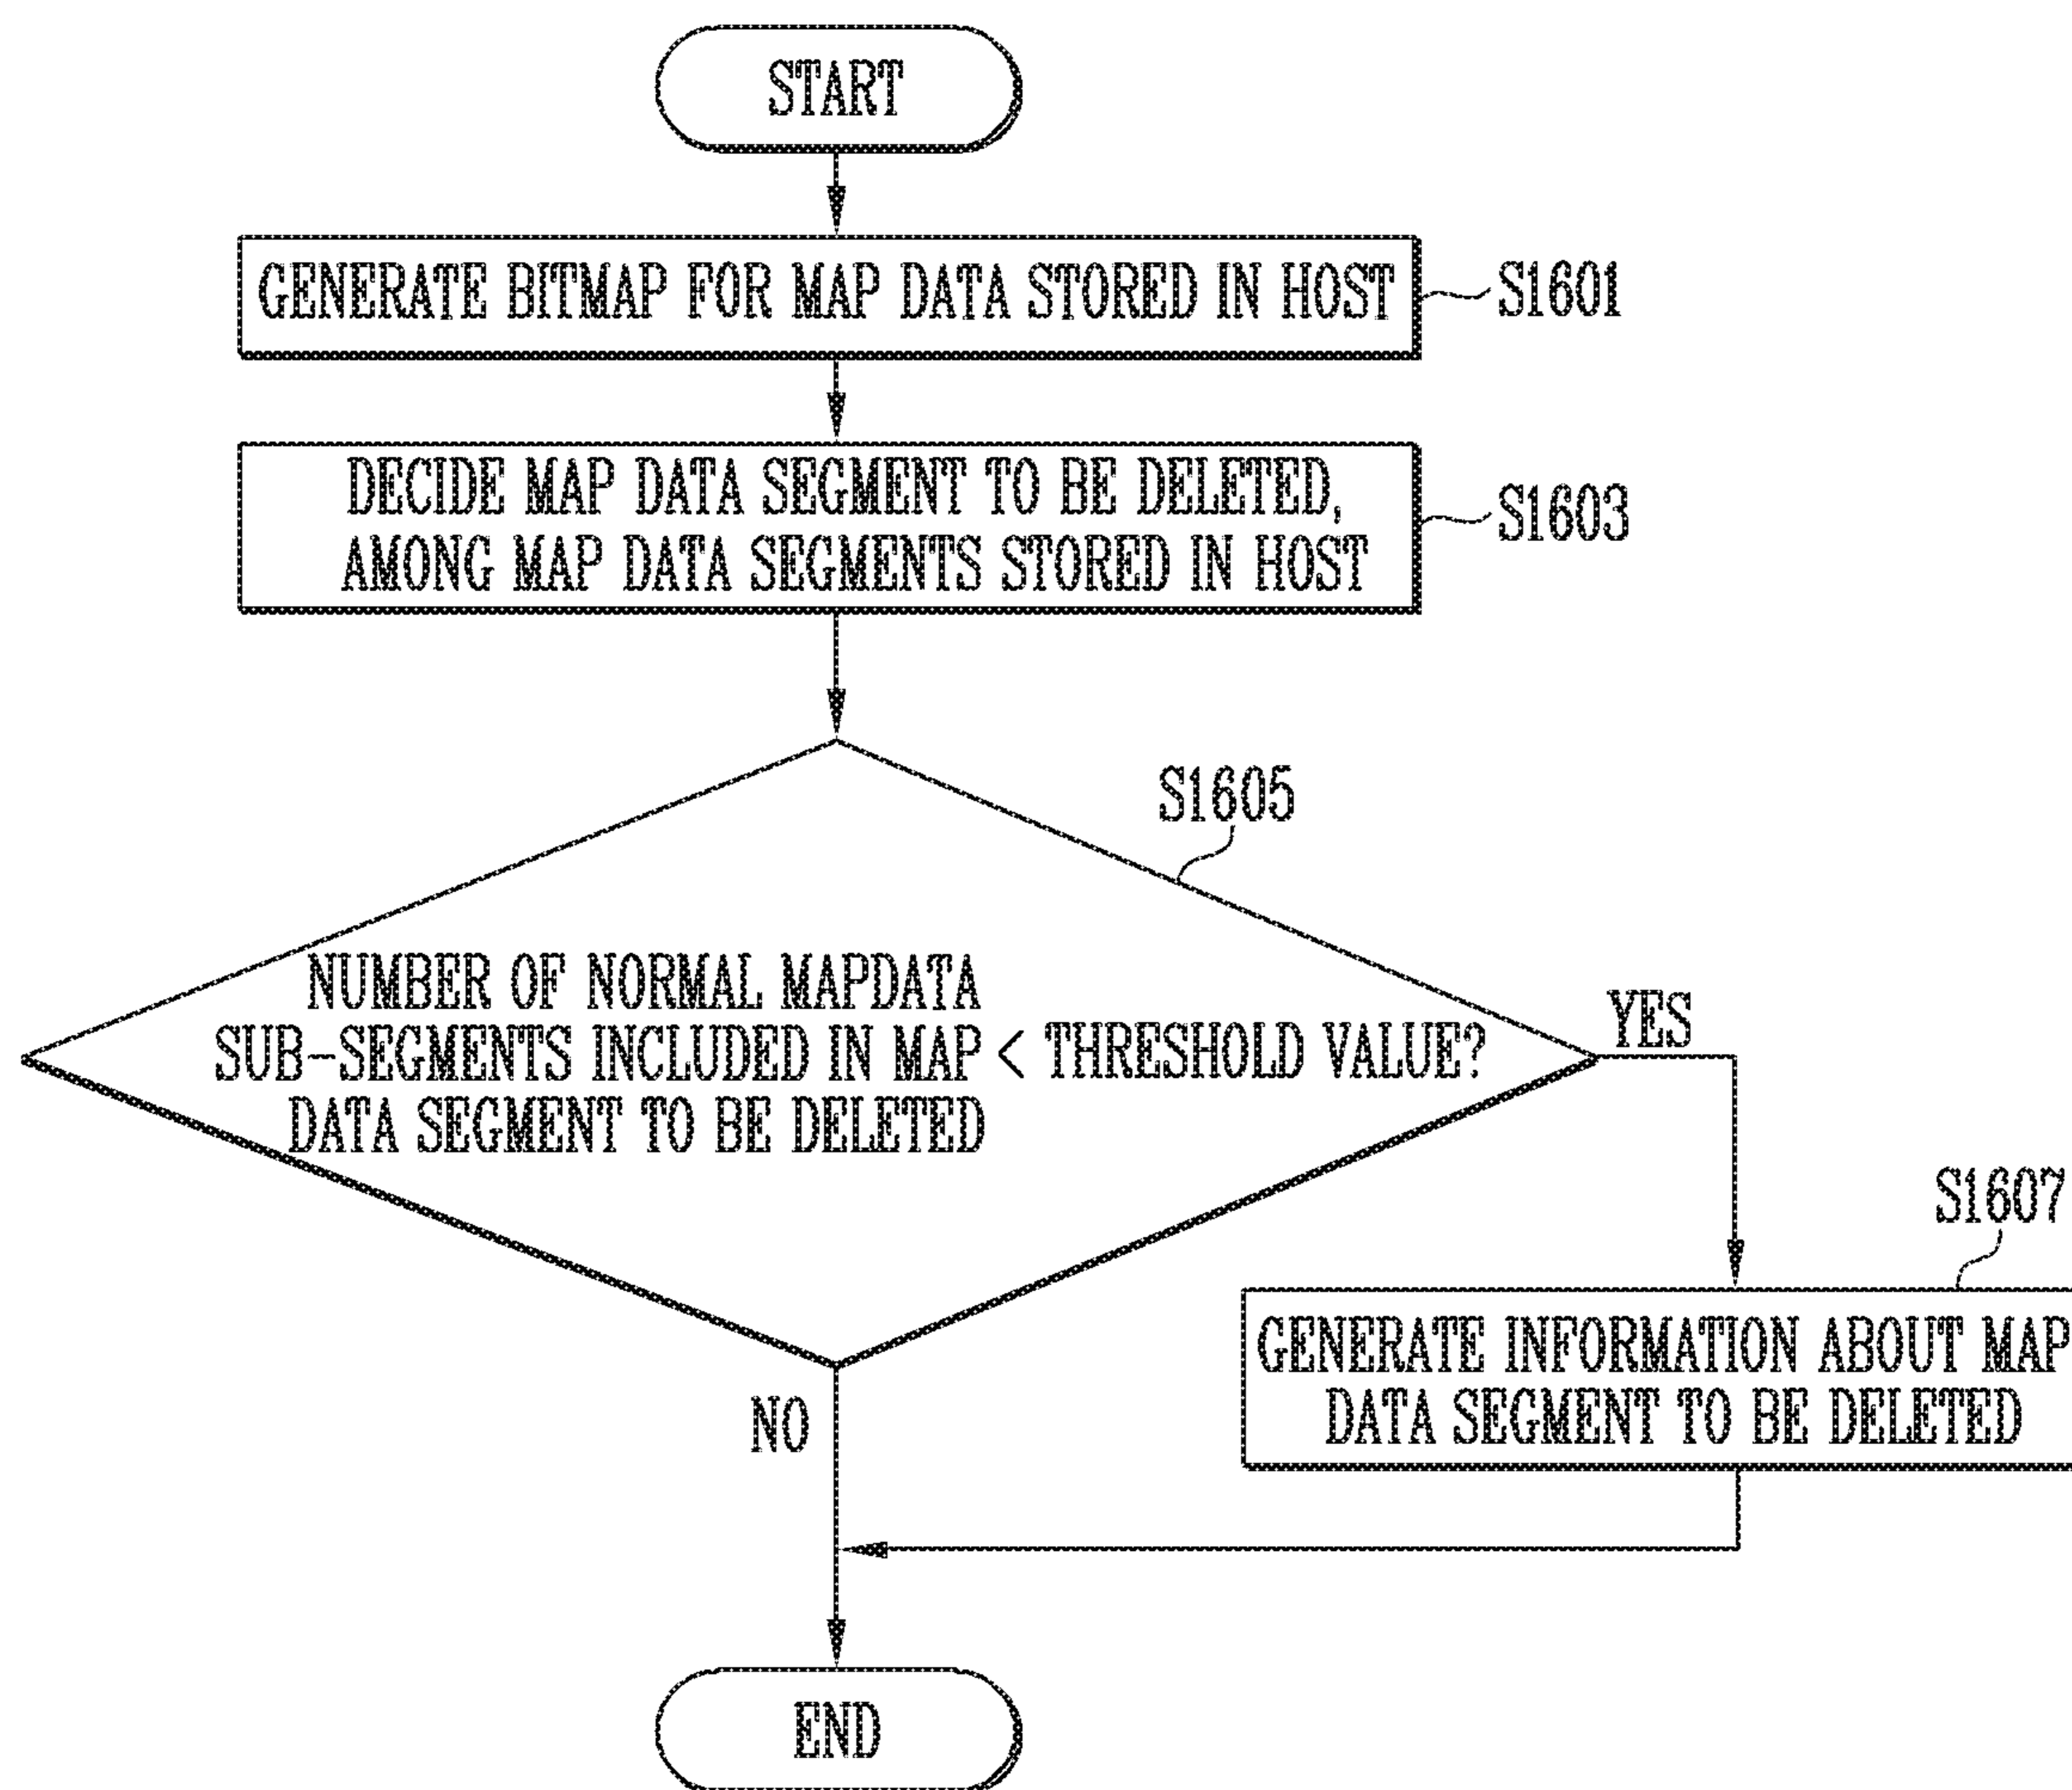 START
GENERATE BITMAP FOR MAP DATA STORED IN HOST
S1601
DECIDE MAP DATA SEGMENT TO BE DELETED,
AMONG MAP DATA SEGMENTS STORED IN HOST
S1603
S1605
NUMBER OF NORMAL MAPDATA
SUB-SEGMENTS INCLUDED IN MAP < THRESHOLD VALUE?
DATA SEGMENT TO BE DELETED
YES
S1607
GENERATE INFORMATION ABOUT MAP
DATA SEGMENT TO BE DELETED
NO
END